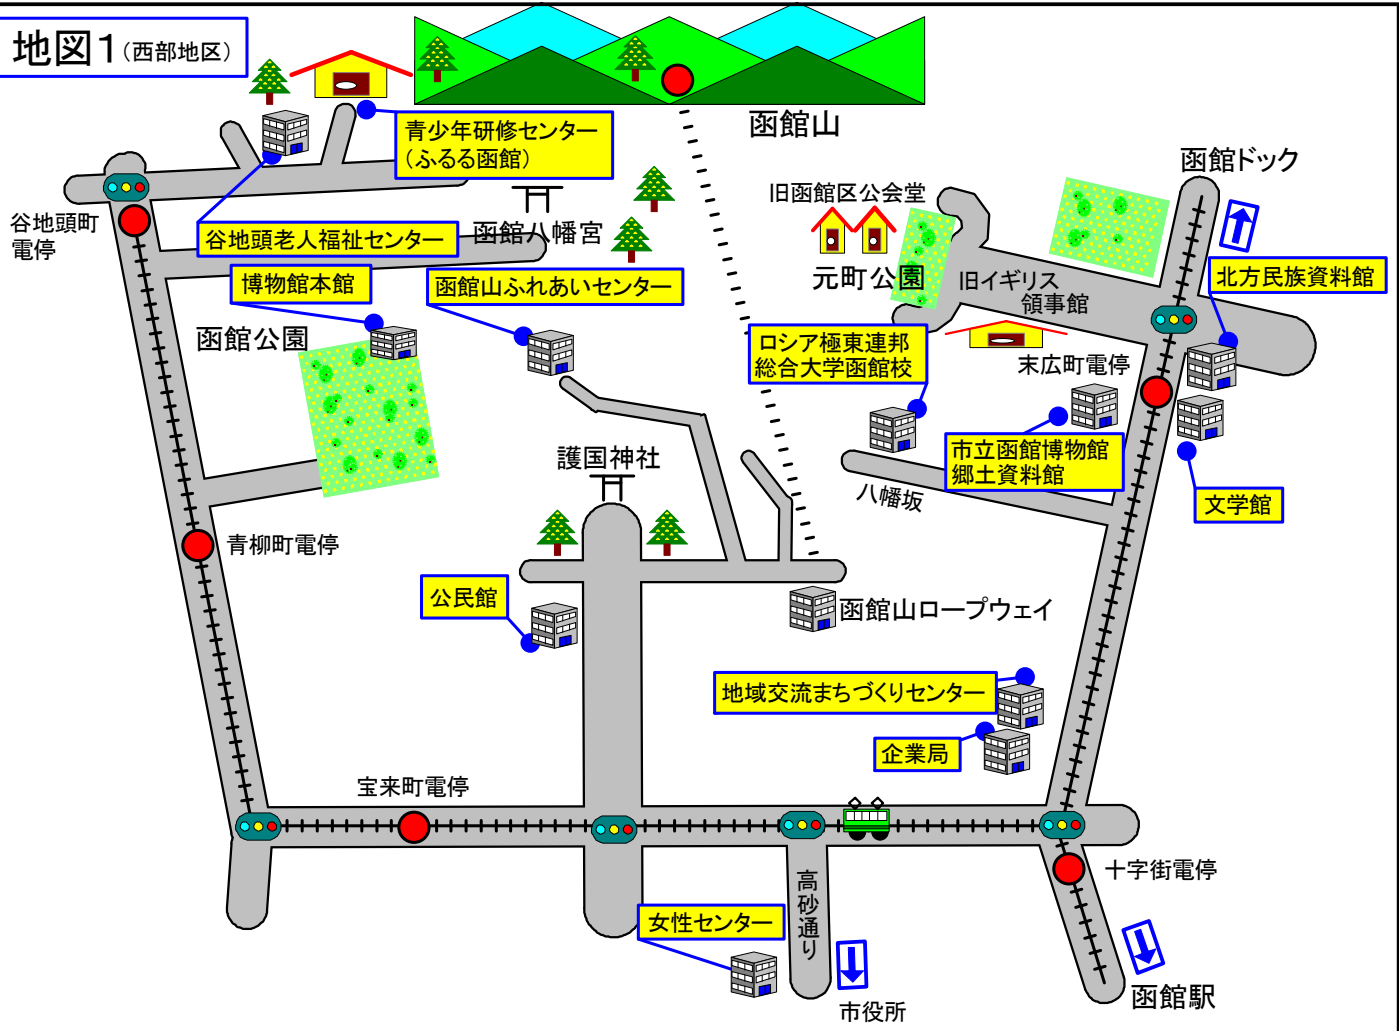 地図1(西部地区)
函館山
青少年研修センター
(ふるる函館)
函館ドック
旧函館区公会堂
谷地頭町
電停
谷地頭老人福祉センター
函館八幡宮
元町公園
旧イギリス
領事館
北方民族資料館
博物館本館
函館山ふれあいセンター
函館公園
ロシア極東連邦
総合大学函館校
末広町電停
市立函館博物館
郷土資料館
護国神社
八幡坂
文学館
青柳町電停
公民館
函館山ロープウェイ
地域交流まちづくりセンター
企業局
宝来町電停
十字街電停
高砂通り
女性センター
函館駅
市役所